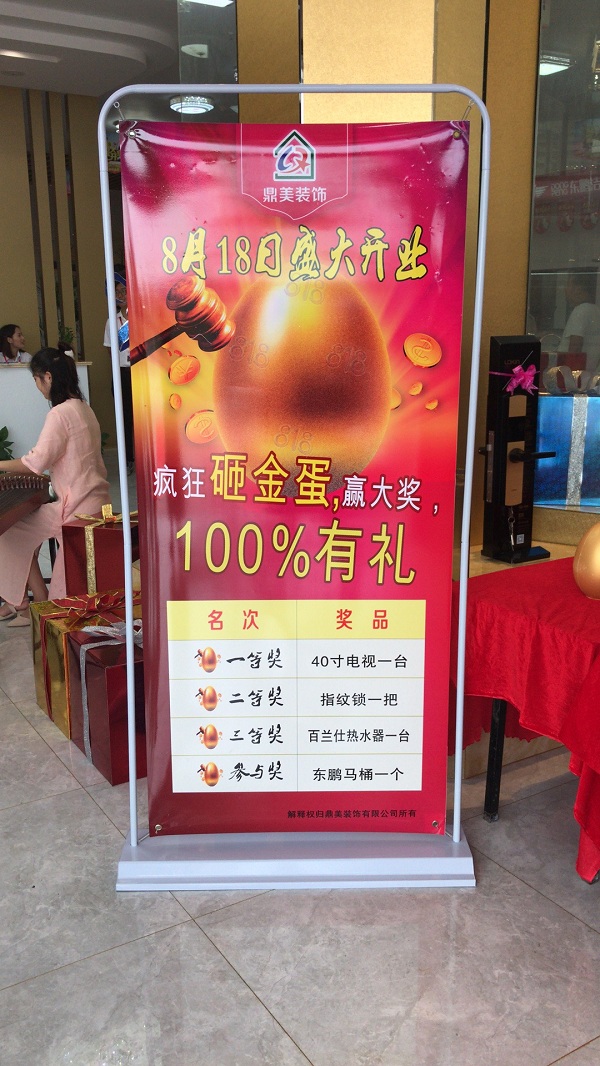 鼎美装饰
8月18日盛大开业
818
818
818
818
疯狂砸金蛋,赢大奖,
100%有礼
名次 奖品
一等奖 40寸电视一台
二等奖 指纹锁一把
三等奖 百兰仕热水器一台
参与奖 东鹏马桶一个
解释权归鼎美装饰有限公司所有